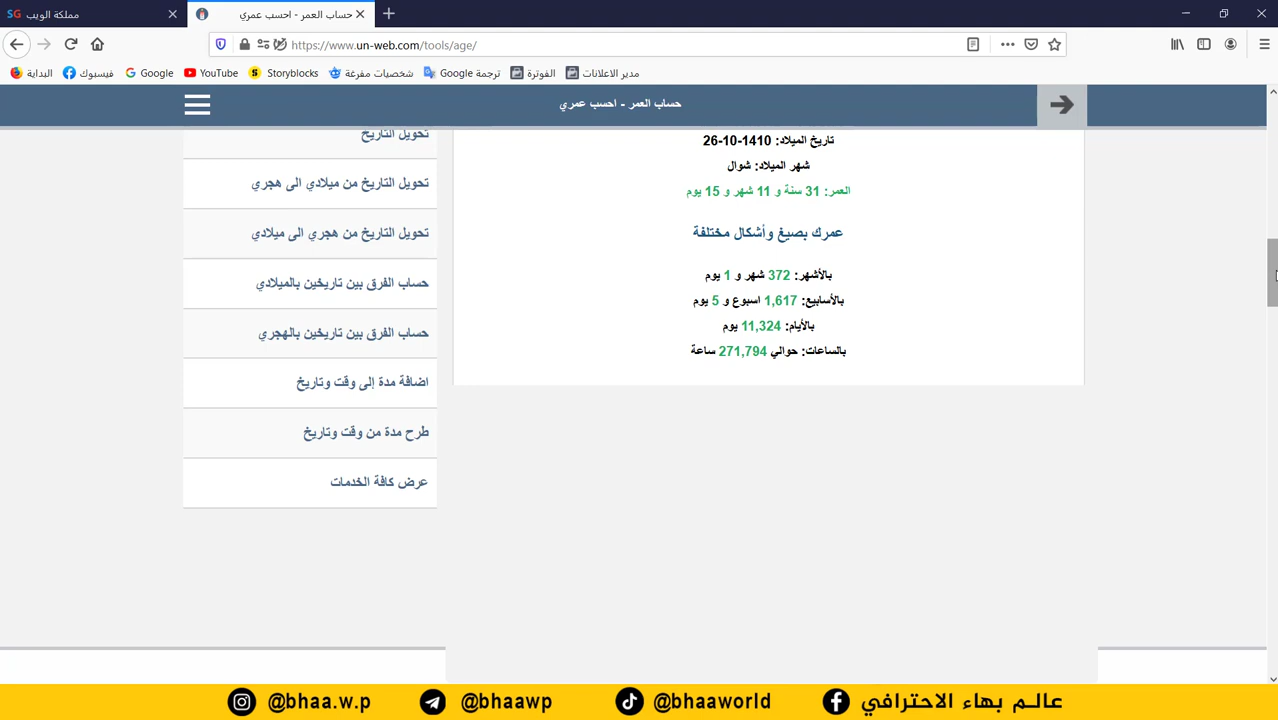 مملكة الويب
حساب العمر - احسب عمري
https://www.un-web.com/tools/age/
البداية
فيسبوك
Google
YouTube
Storyblocks
شخصيات مفرغة
ترجمة Google
الفوترة
مدير الاعلانات
حساب العمر - احسب عمري
تحويل التاريخ
تحويل التاريخ من ميلادي الى هجري
تحويل التاريخ من هجري الى ميلادي
حساب الفرق بين تاريخين بالميلادي
حساب الفرق بين تاريخين بالهجري
اضافة مدة إلى وقت وتاريخ
طرح مدة من وقت وتاريخ
عرض كافة الخدمات
تاريخ الميلاد: 1410-10-26
شهر الميلاد: شوال
العمر: 31 سنة و 11 شهر و 15 يوم
عمرك بصيغ وأشكال مختلفة
بالأشهر: 372 شهر و 1 يوم
بالأسابيع: 1,617 اسبوع و 5 يوم
بالأيام: 11,324 يوم
بالساعات: حوالي 271,794 ساعة
@bhaa.w.p
@bhaawp
@bhaaworld
عالم بهاء الاحترافي